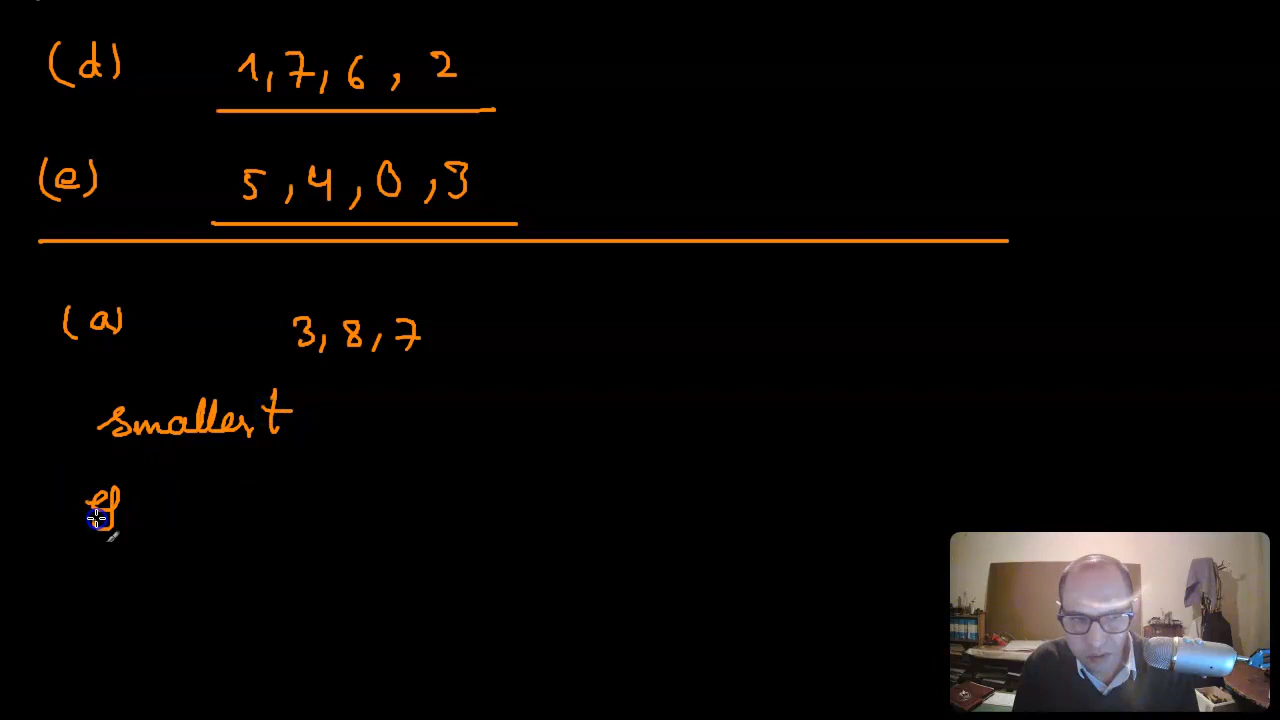 (d) 1, 7, 6, 2
(e) 5, 4, 0, 3
(a) 3, 8, 7
smallest